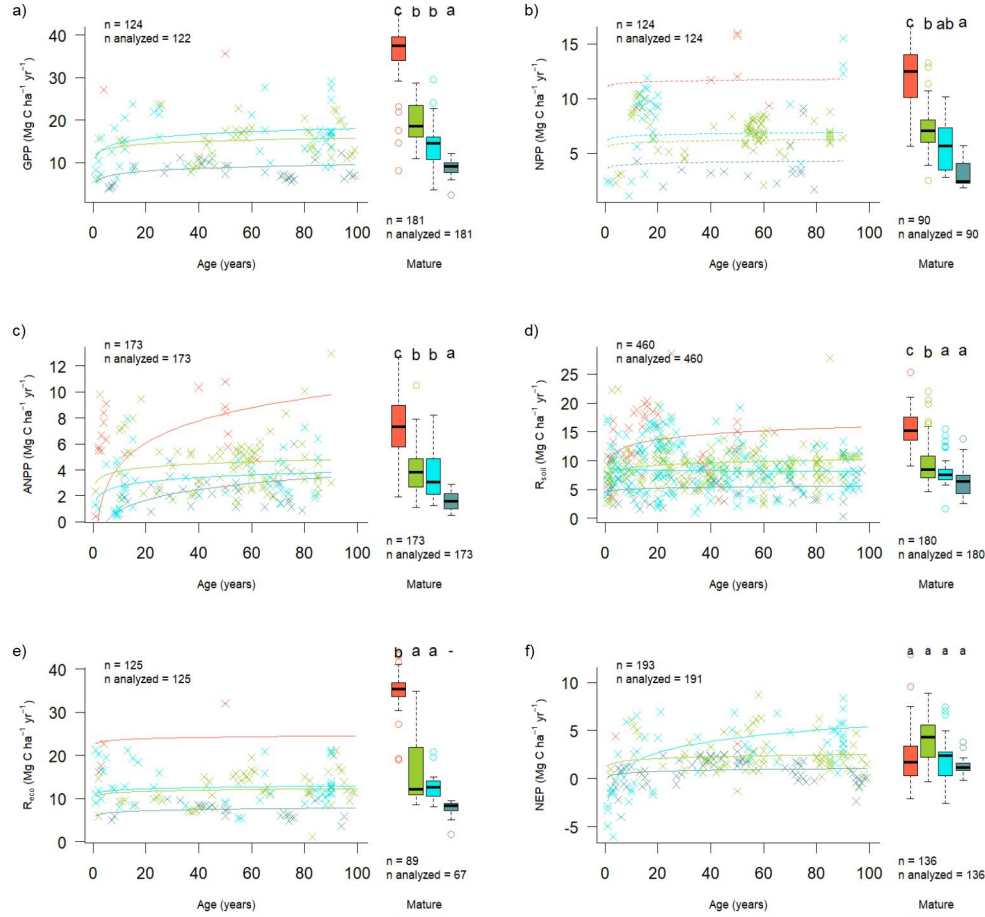 a)
n = 124
n analyzed = 122
c b b a
GPP (Mg C ha⁻¹ yr⁻¹)
40
30
20
10
0 20 40 60 80 100
n = 181
n analyzed = 181
Age (years)
Mature
b)
n = 124
n analyzed = 124
c b ab a
NPP (Mg C ha⁻¹ yr⁻¹)
15
10
5
0 20 40 60 80 100
n = 90
n analyzed = 90
Age (years)
Mature
c)
n = 173
n analyzed = 173
c b b a
ANPP (Mg C ha⁻¹ yr⁻¹)
12
10
8
6
4
2
0
0 20 40 60 80 100
n = 173
n analyzed = 173
Age (years)
Mature
d)
n = 460
n analyzed = 460
c b a a
R soil (Mg C ha⁻¹ yr⁻¹)
25
20
15
10
5
0
0 20 40 60 80 100
n = 180
n analyzed = 180
Age (years)
Mature
e)
n = 125
n analyzed = 125
b a a -
R eco (Mg C ha⁻¹ yr⁻¹)
40
30
20
10
0
0 20 40 60 80 100
n = 89
n analyzed = 67
Age (years)
Mature
f)
n = 193
n analyzed = 191
a a a a
NEP (Mg C ha⁻¹ yr⁻¹)
10
5
0
-5
0 20 40 60 80 100
n = 136
n analyzed = 136
Age (years)
Mature